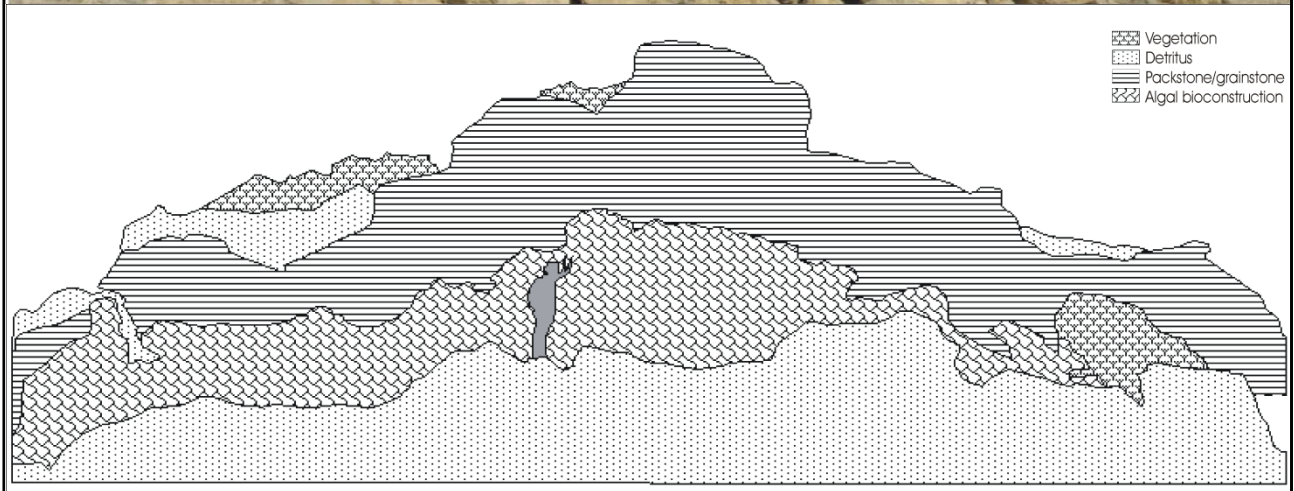 Vegetation
Detritus
Packstone/grainstone
Algal bioconstruction